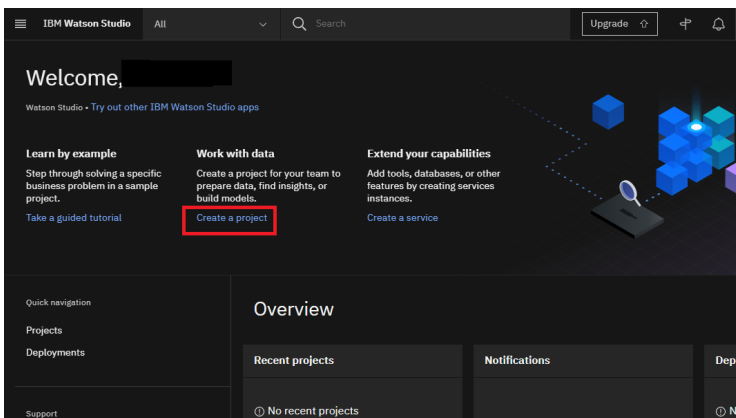 IBM Watson Studio
All
Search
Upgrade
Welcome,
Watson Studio • Try out other IBM Watson Studio apps
Learn by example
Step through solving a specific
business problem in a sample
project.
Take a guided tutorial
Work with data
Create a project for your team to
prepare data, find insights, or
build models.
Create a project
Extend your capabilities
Add tools, databases, or other
features by creating services
instances.
Create a service
Quick navigation
Projects
Deployments
Support
Overview
Recent projects
No recent projects
Notifications
Dep
N